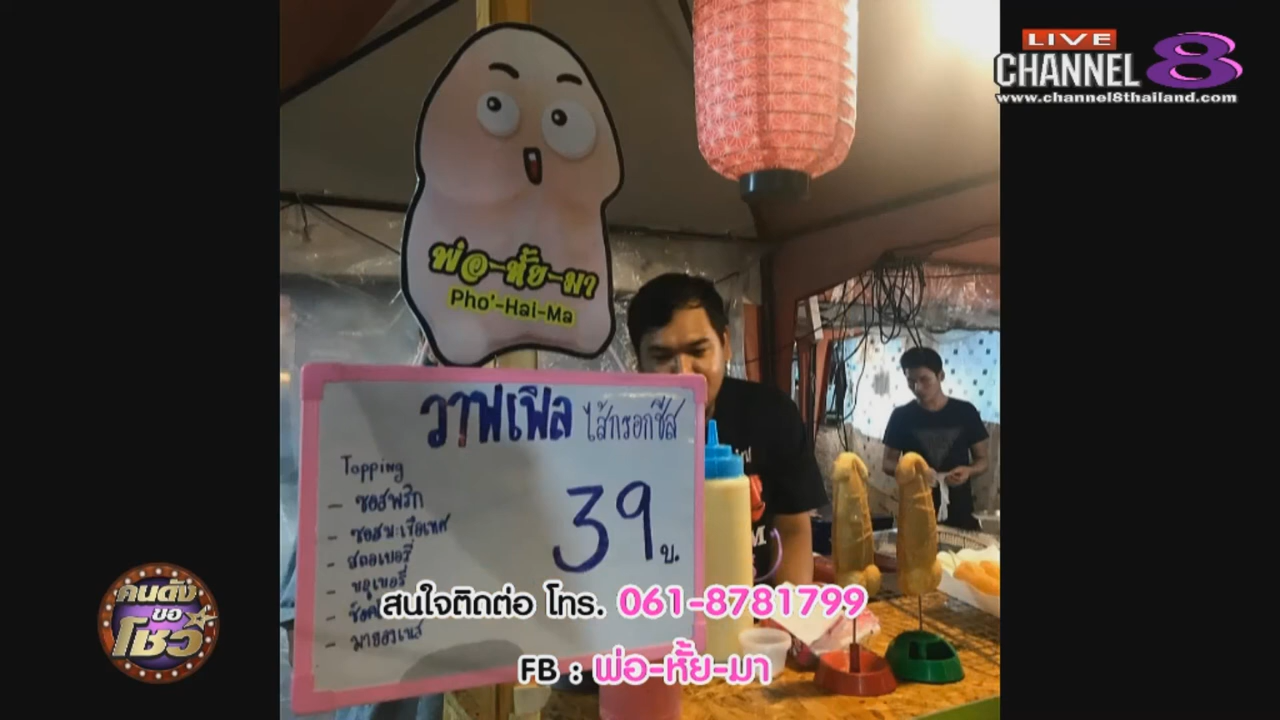 LIVE
CHANNEL 8
www.channel8thailand.com
พ่อ-หั้ย-มา
Pho'-Hai-Ma
วาฟเฟิล ไส้กรอกชีส
Topping
- ซอสพริก
- ซอสมะเขือเทศ
- สตอเบอรี่
- บลูเบอรี่
- ช็อค
- มายองเนส
39 บ.
สนใจติดต่อ โทร. 061-8781799
FB : พ่อ-หั้ย-มา
คนดัง
ขอ
โชว์